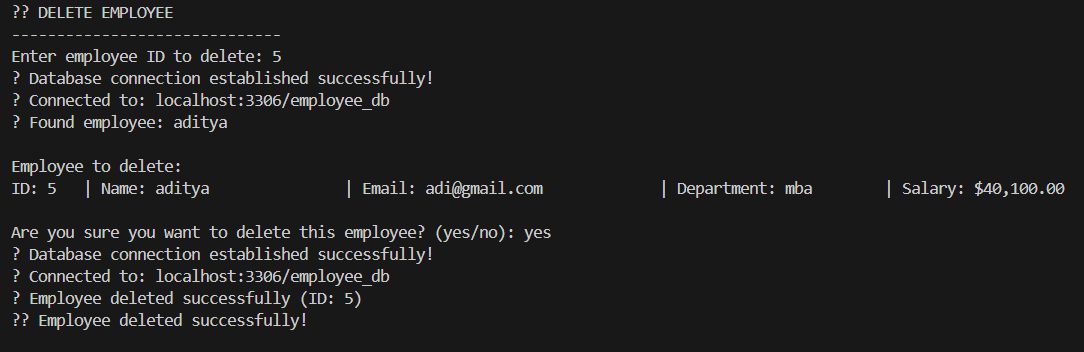 ?? DELETE EMPLOYEE
------------------------------
Enter employee ID to delete: 5
? Database connection established successfully!
? Connected to: localhost:3306/employee_db
? Found employee: aditya
Employee to delete:
ID: 5   | Name: aditya               | Email: adi@gmail.com             | Department: mba        | Salary: $40,100.00
Are you sure you want to delete this employee? (yes/no): yes
? Database connection established successfully!
? Connected to: localhost:3306/employee_db
? Employee deleted successfully (ID: 5)
?? Employee deleted successfully!